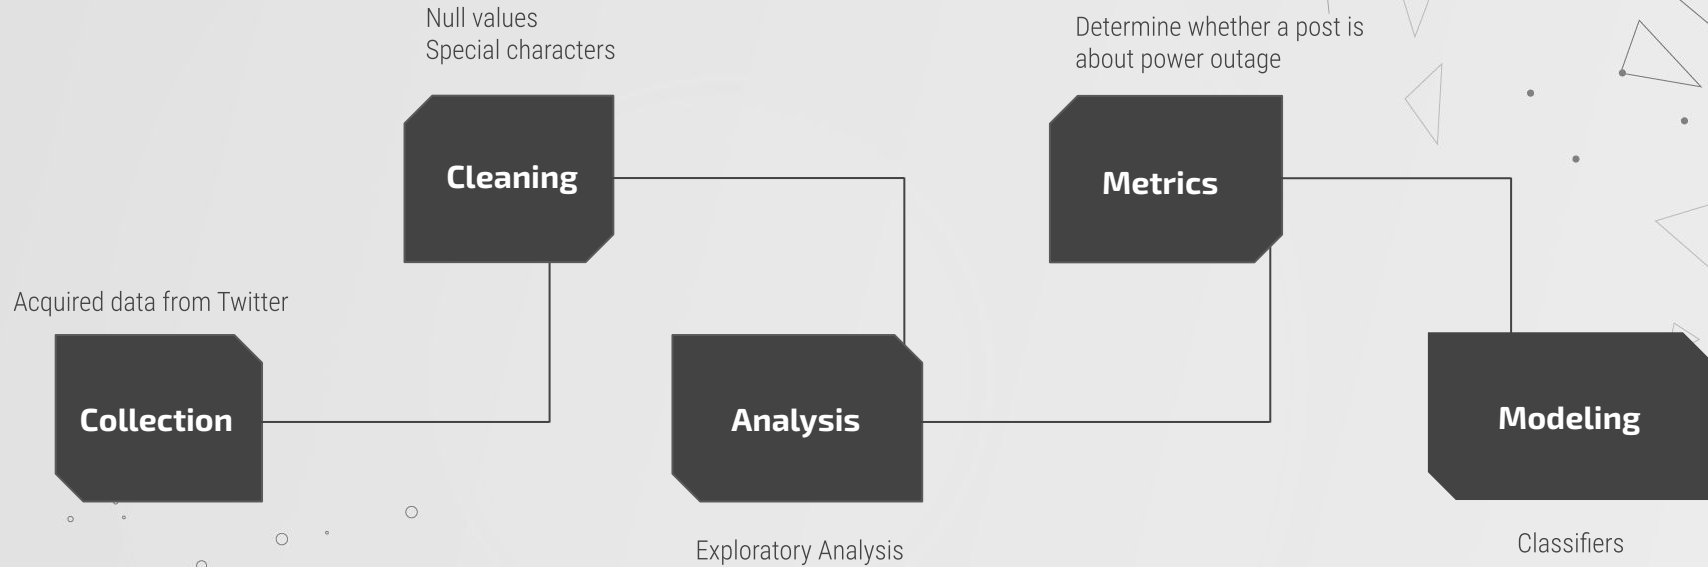 Acquired data from Twitter
Collection
Null values
Special characters
Cleaning
Analysis
Exploratory Analysis
Determine whether a post is
about power outage
Metrics
Modeling
Classifiers